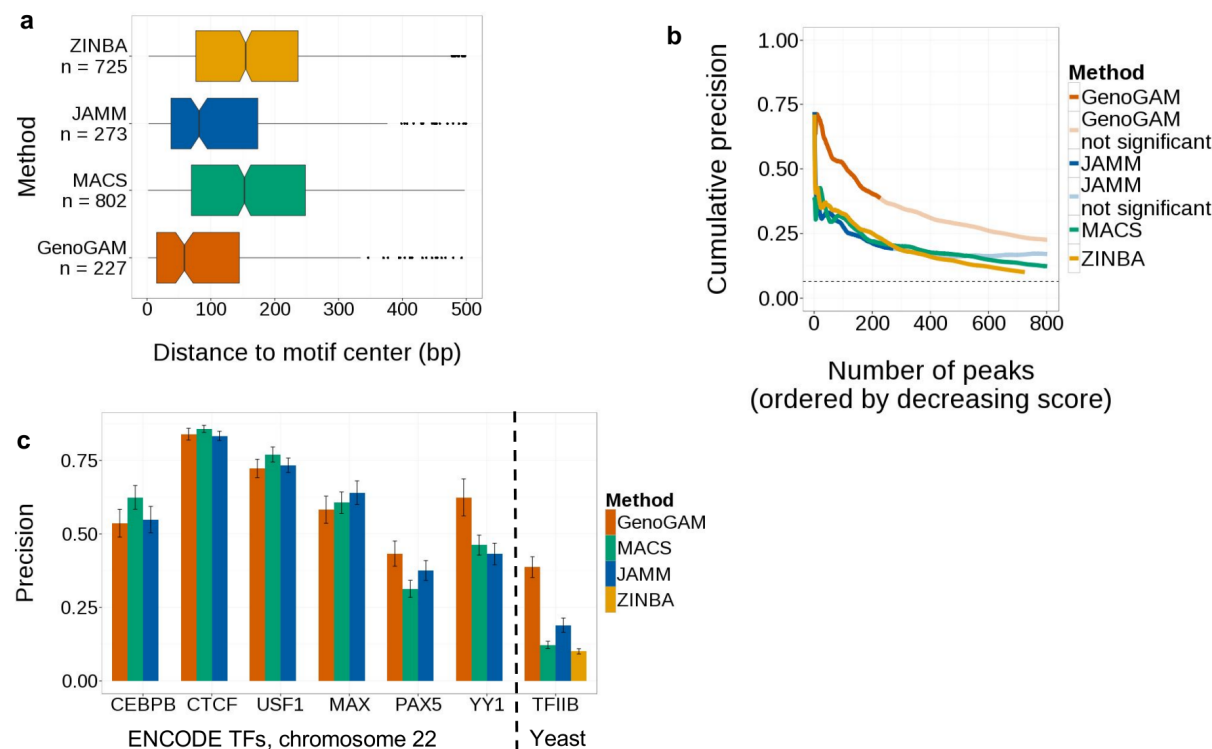 a
Method
ZINBA
n = 725
JAMM
n = 273
MACS
n = 802
GenoGAM
n = 227
0 100 200 300 400 500
Distance to motif center (bp)
b
Cumulative precision
1.00
0.75
0.50
0.25
0.00
0 200 400 600 800
Number of peaks
(ordered by decreasing score)
Method
GenoGAM
GenoGAM
not significant
JAMM
JAMM
not significant
MACS
ZINBA
c
Precision
0.75
0.50
0.25
0.00
CEBPB CTCF USF1 MAX PAX5 YY1 TFIIB
ENCODE TFs, chromosome 22 Yeast
Method
GenoGAM
MACS
JAMM
ZINBA